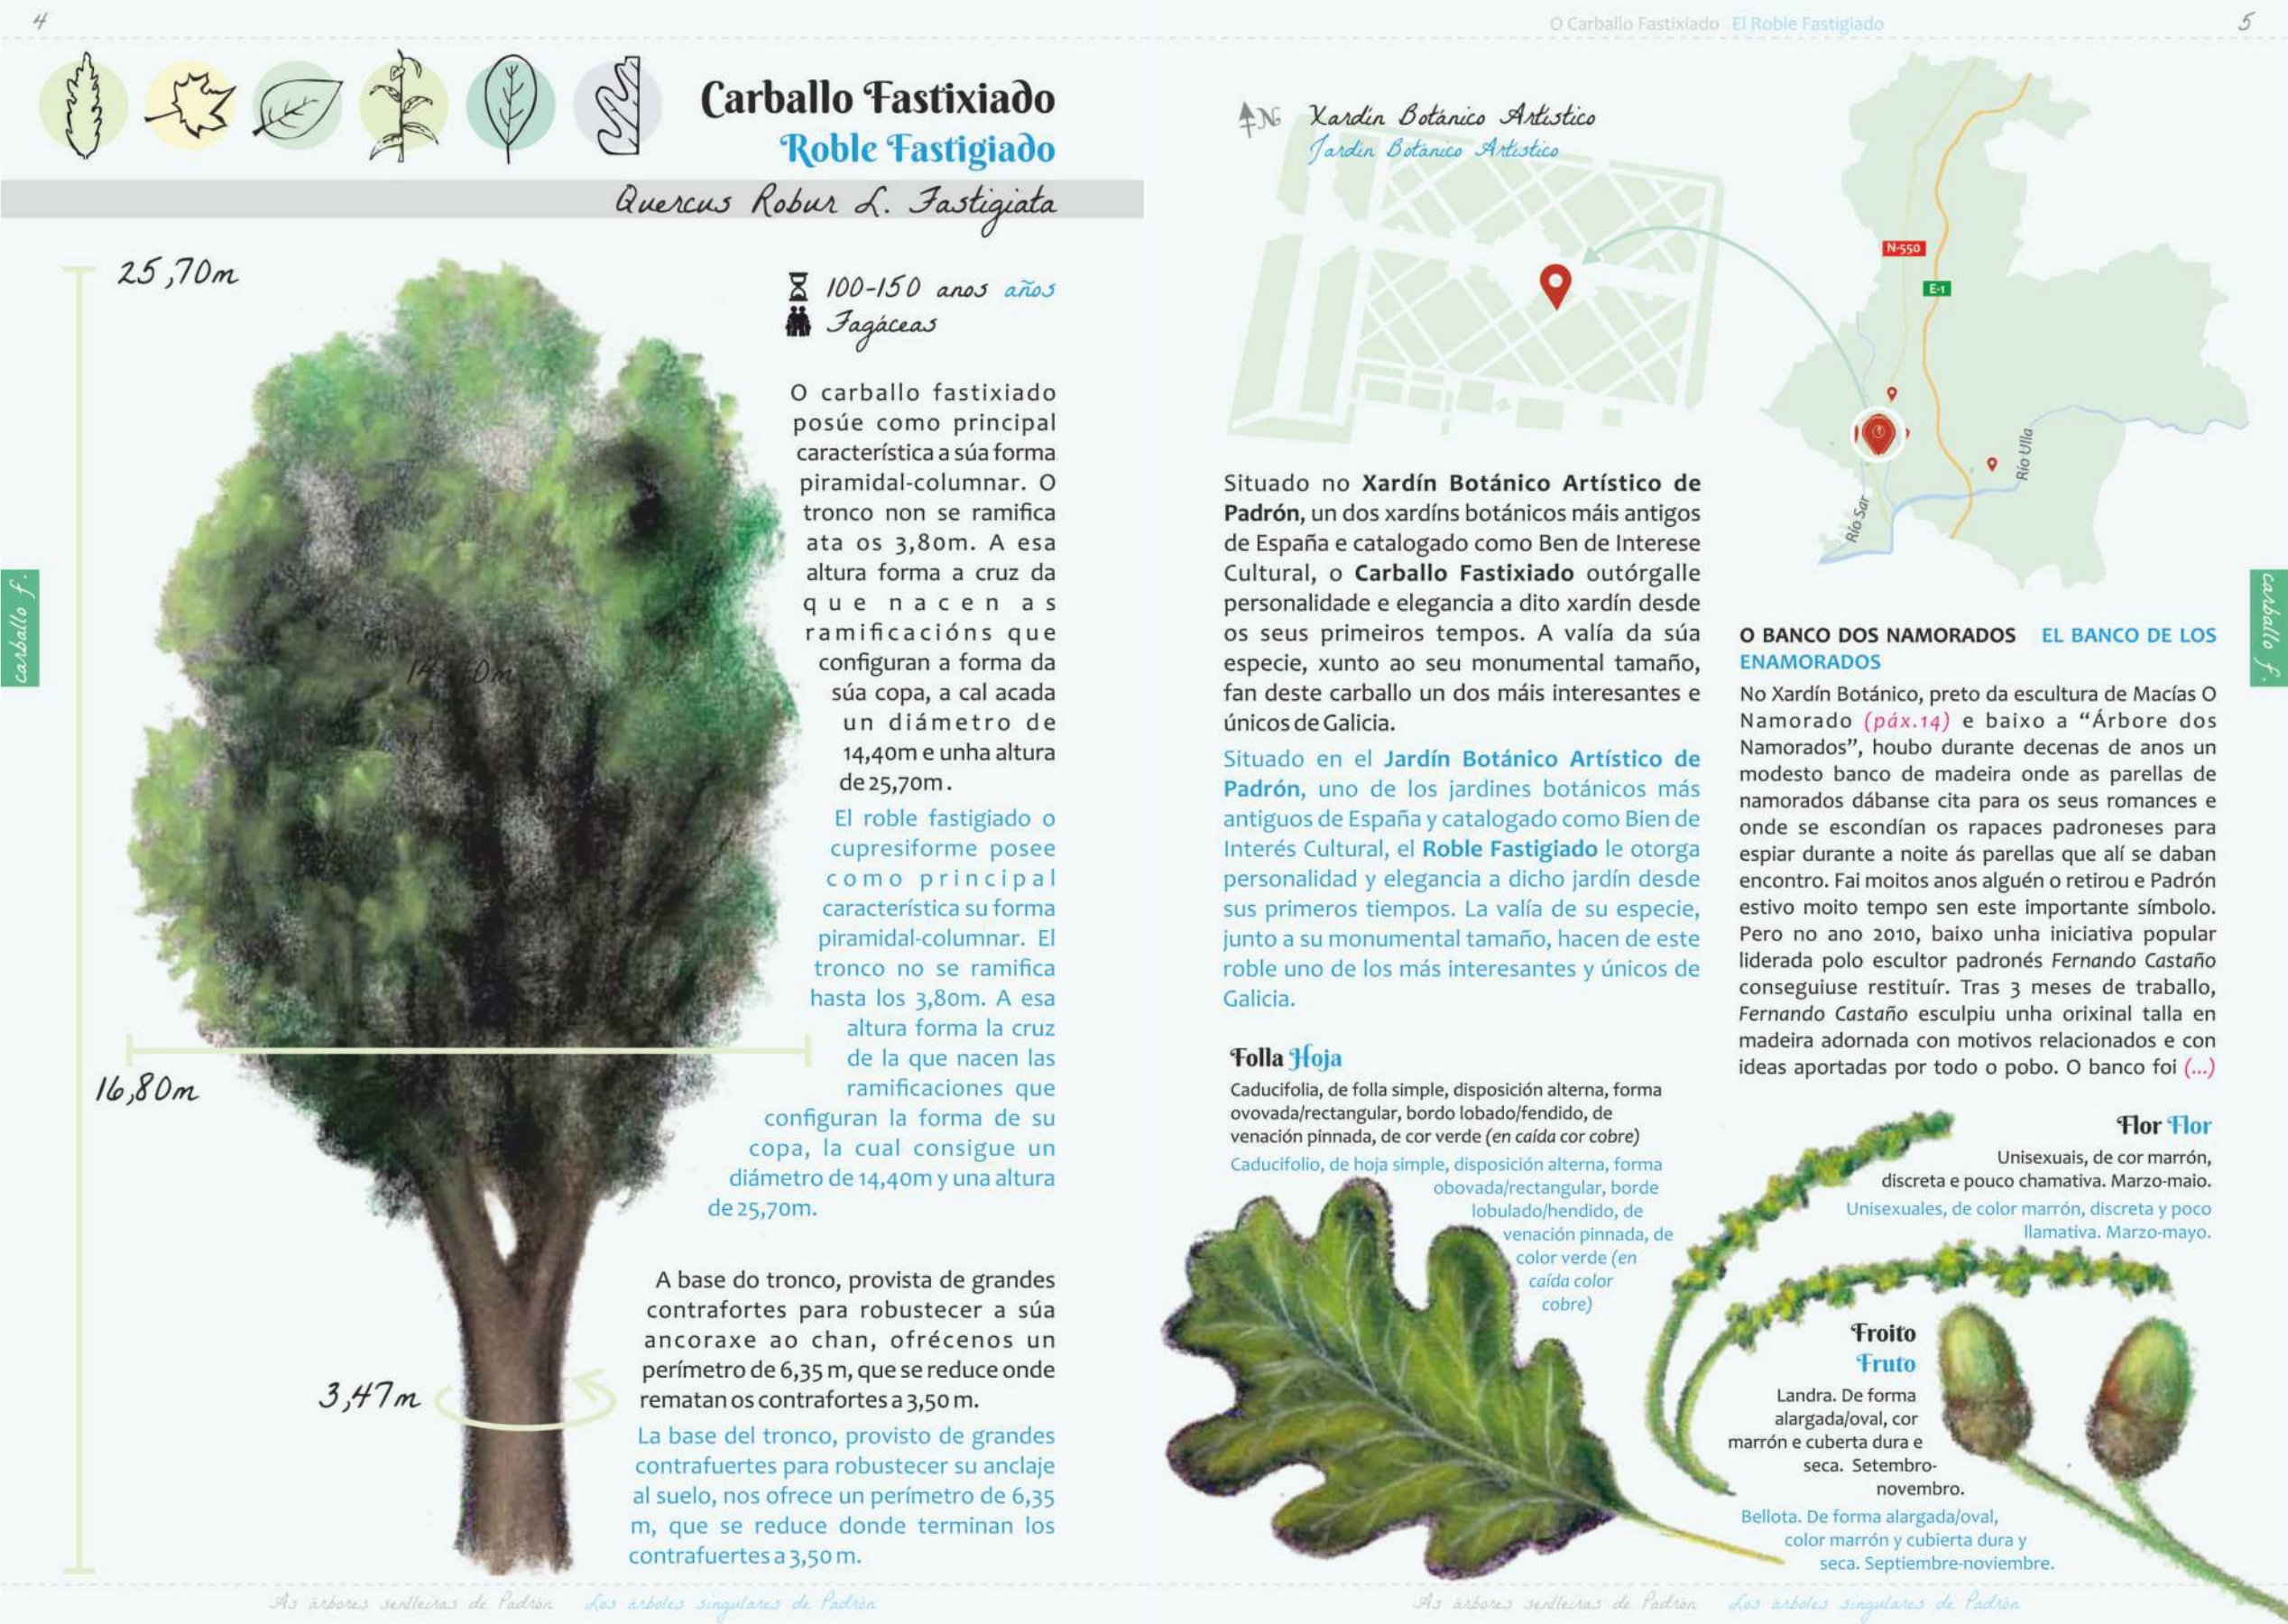 4
Carballo Fastixiado
Roble Fastigiado
Quercus Robur L. Fastigiata
25,70m
100-150 anos años
Fagáceas
O carballo fastixiado
posúe como principal
característica a súa forma
piramidal-columnar. O
tronco non se ramifica
ata os 3,80m. A esa
altura forma a cruz da
que nacen as
ramificacións que
configuran a forma da
súa copa, a cal acada
un diámetro de
14,40m e unha altura
de 25,70m.
El roble fastigiado o
cupresiforme posee
como principal
característica su forma
piramidal-columnar. El
tronco no se ramifica
hasta los 3,80m. A esa
altura forma la cruz
de la que nacen las
ramificaciones que
configuran la forma de su
copa, la cual consigue un
diámetro de 14,40m y una altura
de 25,70m.
16,80m
A base do tronco, provista de grandes
contrafortes para robustecer a súa
ancoraxe ao chan, ofrécenos un
perímetro de 6,35 m, que se reduce onde
rematan os contrafortes a 3,50 m.
La base del tronco, provisto de grandes
contrafuertes para robustecer su anclaje
al suelo, nos ofrece un perímetro de 6,35
m, que se reduce donde terminan los
contrafuertes a 3,50 m.
3,47m
carballo f.
As árbores senlleiras de Padrón Los árboles singulares de Padrón
O Carballo Fastixiado El Roble Fastigiado
5
N Xardín Botánico Artístico
Jardín Botánico Artístico
N-550
E-1
Río Ulla
Río Sar
Situado no Xardín Botánico Artístico de
Padrón, un dos xardíns botánicos máis antigos
de España e catalogado como Ben de Interese
Cultural, o Carballo Fastixiado outórgalle
personalidade e elegancia a dito xardín desde
os seus primeiros tempos. A valía da súa
especie, xunto ao seu monumental tamaño,
fan deste carballo un dos máis interesantes e
únicos de Galicia.
Situado en el Jardín Botánico Artístico de
Padrón, uno de los jardines botánicos más
antiguos de España y catalogado como Bien de
Interés Cultural, el Roble Fastigiado le otorga
personalidad y elegancia a dicho jardín desde
sus primeros tiempos. La valía de su especie,
junto a su monumental tamaño, hacen de este
roble uno de los más interesantes y únicos de
Galicia.
O BANCO DOS NAMORADOS EL BANCO DE LOS
ENAMORADOS
No Xardín Botánico, preto da escultura de Macías O
Namorado (páx.14) e baixo a “Árbore dos
Namorados”, houbo durante decenas de anos un
modesto banco de madeira onde as parellas de
namorados dábanse cita para os seus romances e
onde se escondían os rapaces padroneses para
espiar durante a noite ás parellas que alí se daban
encontro. Fai moitos anos alguén o retirou e Padrón
estivo moito tempo sen este importante símbolo.
Pero no ano 2010, baixo unha iniciativa popular
liderada polo escultor padronés Fernando Castaño
conseguiuse restituír. Tras 3 meses de traballo,
Fernando Castaño esculpiu unha orixinal talla en
madeira adornada con motivos relacionados e con
ideas aportadas por todo o pobo. O banco foi (...)
carballo f.
Folla Hoja
Caducifolia, de folla simple, disposición alterna, forma
ovovada/rectangular, bordo lobado/fendido, de
venación pinnada, de cor verde (en caída cor cobre)
Caducifolio, de hoja simple, disposición alterna, forma
obovada/rectangular, borde
lobulado/hendido, de
venación pinnada, de
color verde (en
caída color
cobre)
Flor Flor
Unisexuais, de cor marrón,
discreta e pouco chamativa. Marzo-maio.
Unisexuales, de color marrón, discreta y poco
llamativa. Marzo-mayo.
Froito
Fruto
Landra. De forma
alargada/oval, cor
marrón e cuberta dura e
seca. Setembro-
novembro.
Bellota. De forma alargada/oval,
color marrón y cubierta dura y
seca. Septiembre-noviembre.
As árbores senlleiras de Padrón Los árboles singulares de Padrón